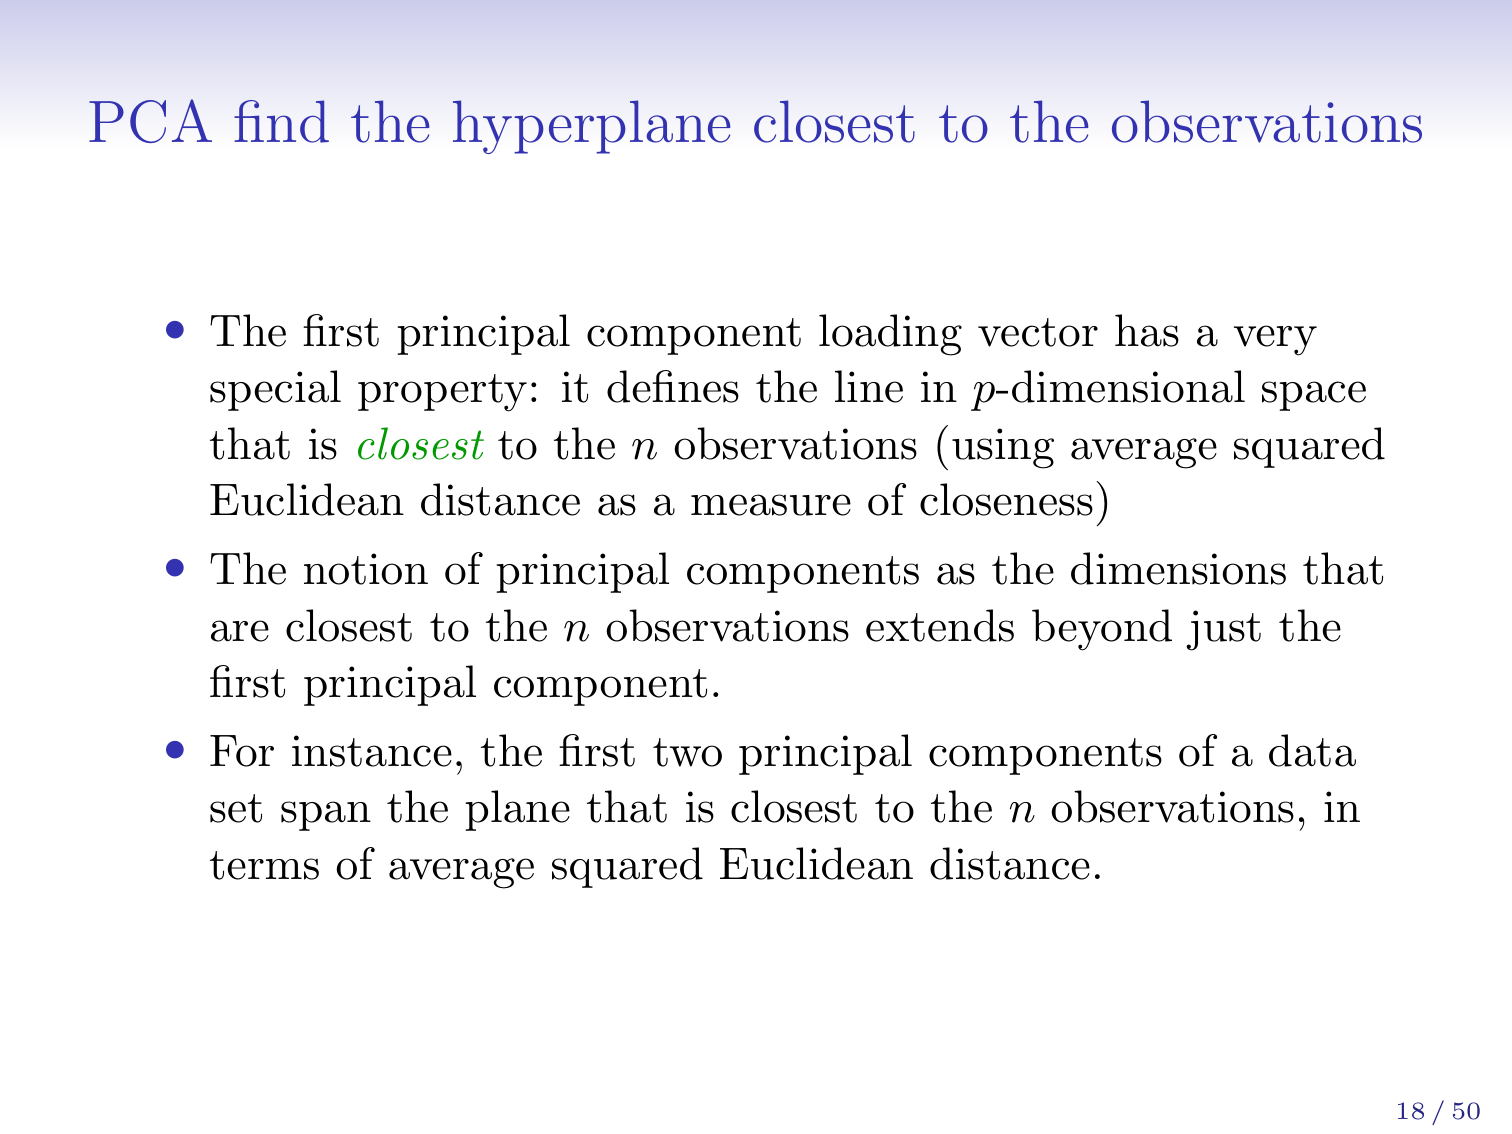 PCA find the hyperplane closest to the observations
• The first principal component loading vector has a very
special property: it defines the line in p-dimensional space
that is closest to the n observations (using average squared
Euclidean distance as a measure of closeness)
• The notion of principal components as the dimensions that
are closest to the n observations extends beyond just the
first principal component.
• For instance, the first two principal components of a data
set span the plane that is closest to the n observations, in
terms of average squared Euclidean distance.
18 / 50